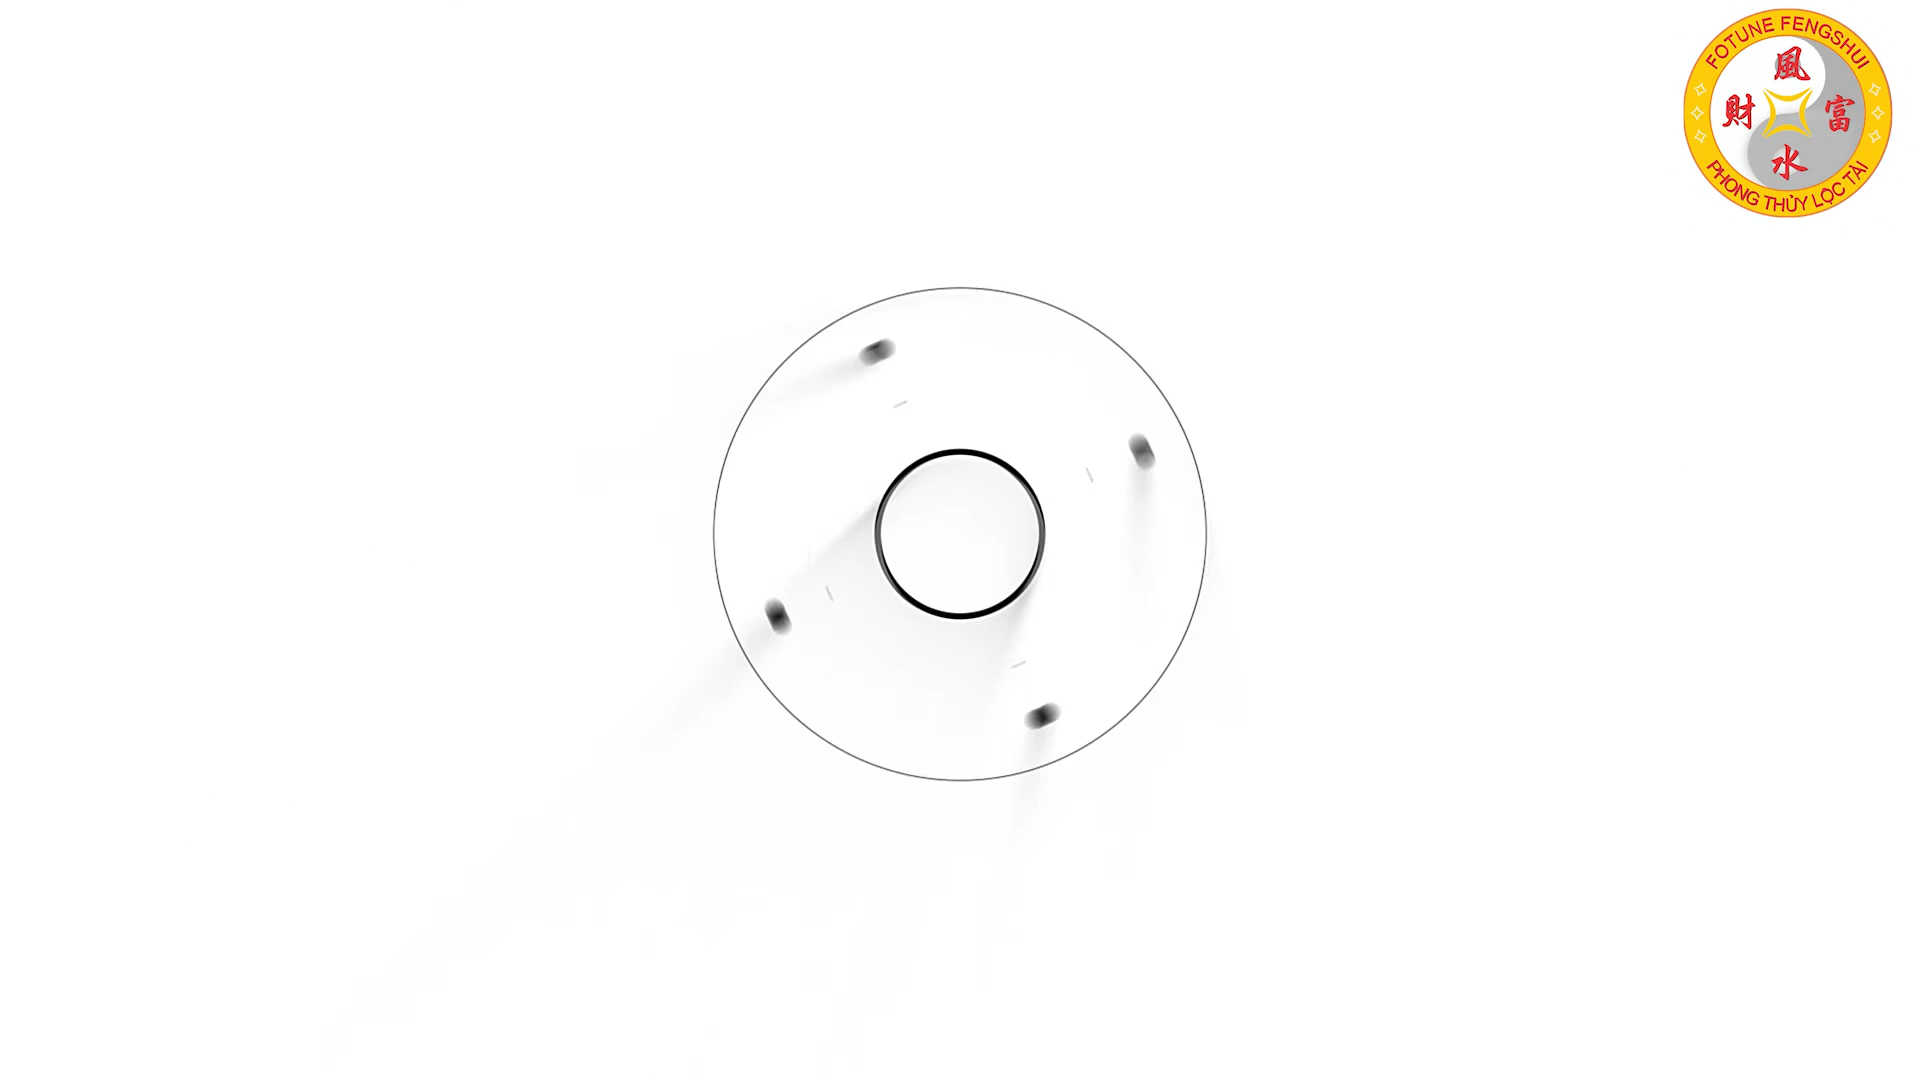 FOTUNE FENGSHUI
風
財 富
水
PHONG THỦY LỘC TÀI